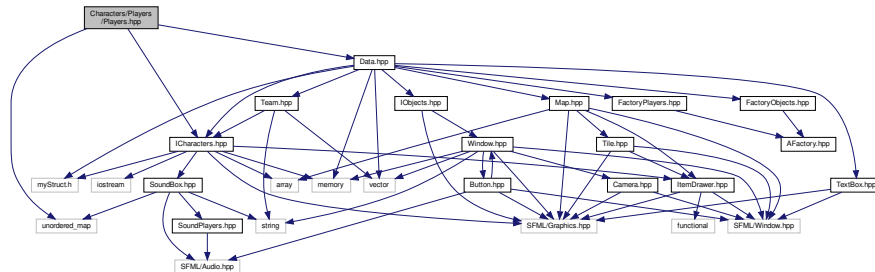 Characters/Players
/Players.hpp
Data.hpp
Team.hpp
IObjects.hpp
Map.hpp
FactoryPlayers.hpp
FactoryObjects.hpp
ICharacters.hpp
Window.hpp
Tile.hpp
AFactory.hpp
myStruct.h
iostream
SoundBox.hpp
array
memory
vector
Button.hpp
Camera.hpp
ItemDrawer.hpp
TextBox.hpp
unordered_map
SoundPlayers.hpp
string
SFML/Graphics.hpp
functional
SFML/Window.hpp
SFML/Audio.hpp